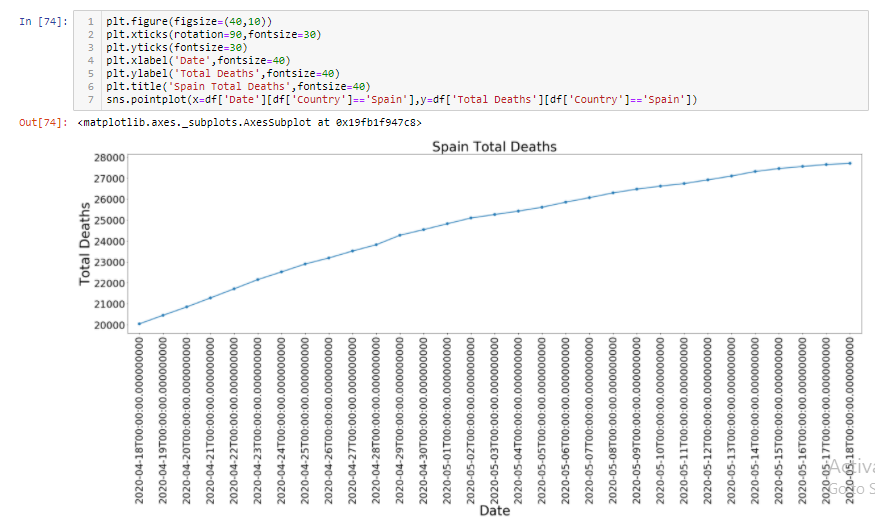 In [74]:
1 plt.figure(figsize=(40,10))
2 plt.xticks(rotation=90,fontsize=30)
3 plt.yticks(fontsize=30)
4 plt.xlabel('Date',fontsize=40)
5 plt.ylabel('Total Deaths',fontsize=40)
6 plt.title('Spain Total Deaths',fontsize=40)
7 sns.pointplot(x=df['Date'][df['Country']=='Spain'],y=df['Total Deaths'][df['Country']=='Spain'])
Out[74]: <matplotlib.axes._subplots.AxesSubplot at 0x19fb1f947c8>
Spain Total Deaths
Total Deaths
28000
27000
26000
25000
24000
23000
22000
21000
20000
2020-04-18T00:00:00.000000000
2020-04-19T00:00:00.000000000
2020-04-20T00:00:00.000000000
2020-04-21T00:00:00.000000000
2020-04-22T00:00:00.000000000
2020-04-23T00:00:00.000000000
2020-04-24T00:00:00.000000000
2020-04-25T00:00:00.000000000
2020-04-26T00:00:00.000000000
2020-04-27T00:00:00.000000000
2020-04-28T00:00:00.000000000
2020-04-29T00:00:00.000000000
2020-04-30T00:00:00.000000000
2020-05-01T00:00:00.000000000
2020-05-02T00:00:00.000000000
2020-05-03T00:00:00.000000000
2020-05-04T00:00:00.000000000
2020-05-05T00:00:00.000000000
2020-05-06T00:00:00.000000000
2020-05-07T00:00:00.000000000
2020-05-08T00:00:00.000000000
2020-05-09T00:00:00.000000000
2020-05-10T00:00:00.000000000
2020-05-11T00:00:00.000000000
2020-05-12T00:00:00.000000000
2020-05-13T00:00:00.000000000
2020-05-14T00:00:00.000000000
2020-05-15T00:00:00.000000000
2020-05-16T00:00:00.000000000
2020-05-17T00:00:00.000000000
2020-05-18T00:00:00.000000000
Date
Activa
Go to S